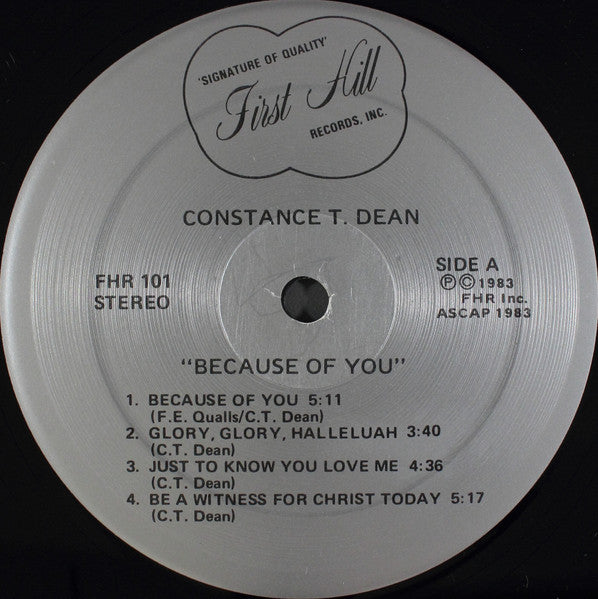 'SIGNATURE OF QUALITY'
First Hill
RECORDS, INC.
CONSTANCE T. DEAN
FHR 101
STEREO
SIDE A
Ⓟ©1983
FHR Inc.
ASCAP 1983
"BECAUSE OF YOU"
1. BECAUSE OF YOU 5:11
(F.E. Qualls/C.T. Dean)
2. GLORY, GLORY, HALLELUAH 3:40
(C.T. Dean)
3. JUST TO KNOW YOU LOVE ME 4:36
(C.T. Dean)
4. BE A WITNESS FOR CHRIST TODAY 5:17
(C.T. Dean)